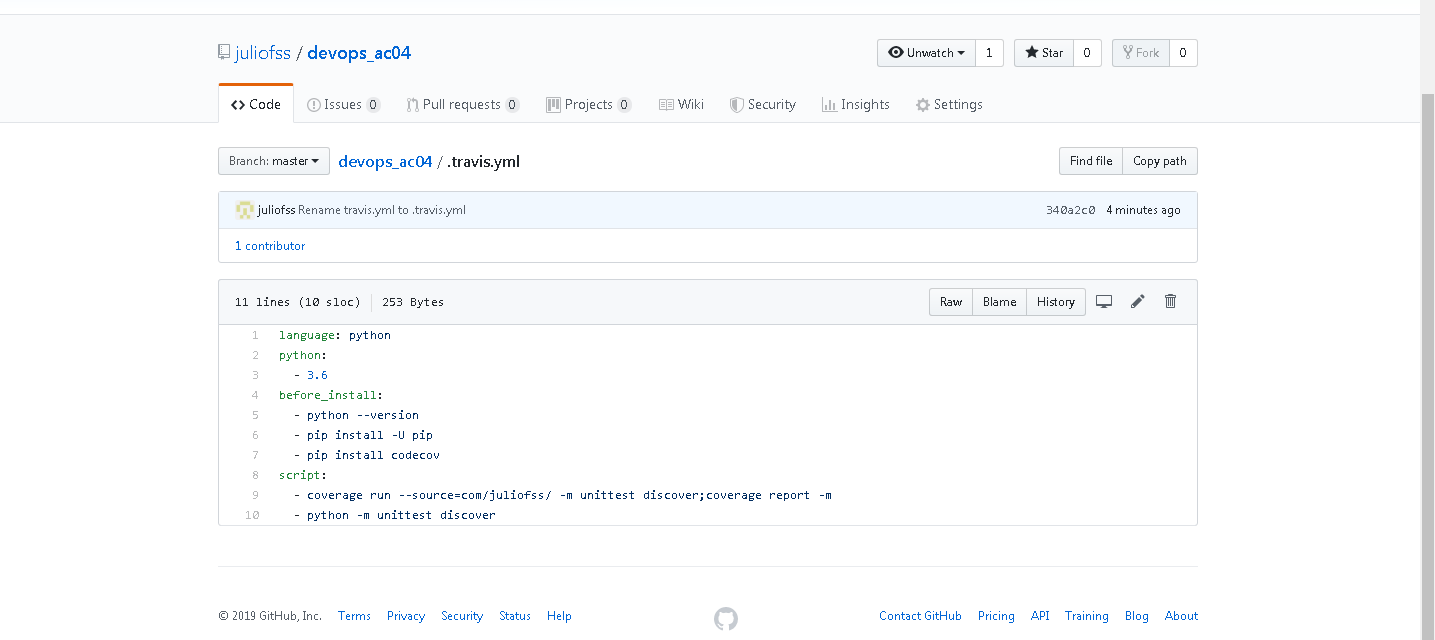 juliofss / devops_ac04
Unwatch 1 Star 0 Fork 0
Code Issues 0 Pull requests 0 Projects 0 Wiki Security Insights Settings
Branch: master devops_ac04 / .travis.yml Find file Copy path
juliofss Rename travis.yml to .travis.yml 340a2c0 4 minutes ago
1 contributor
11 lines (10 sloc) 253 Bytes Raw Blame History
1 language: python
2 python:
3 - 3.6
4 before_install:
5 - python --version
6 - pip install -U pip
7 - pip install codecov
8 script:
9 - coverage run --source=com/juliofss/ -m unittest discover;coverage report -m
10 - python -m unittest discover
© 2019 GitHub, Inc. Terms Privacy Security Status Help Contact GitHub Pricing API Training Blog About